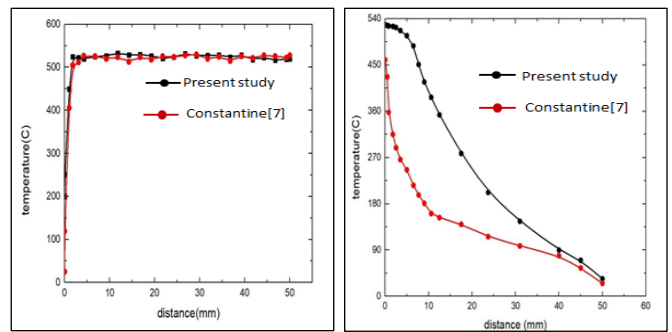 600
500
400
300
200
100
0
temperature(C)
Present study
Constantine[7]
0 10 20 30 40 50
distance(mm)
540
450
360
270
180
90
0
temperature(C)
Present study
Constantine[7]
0 10 20 30 40 50 60
distance (mm)